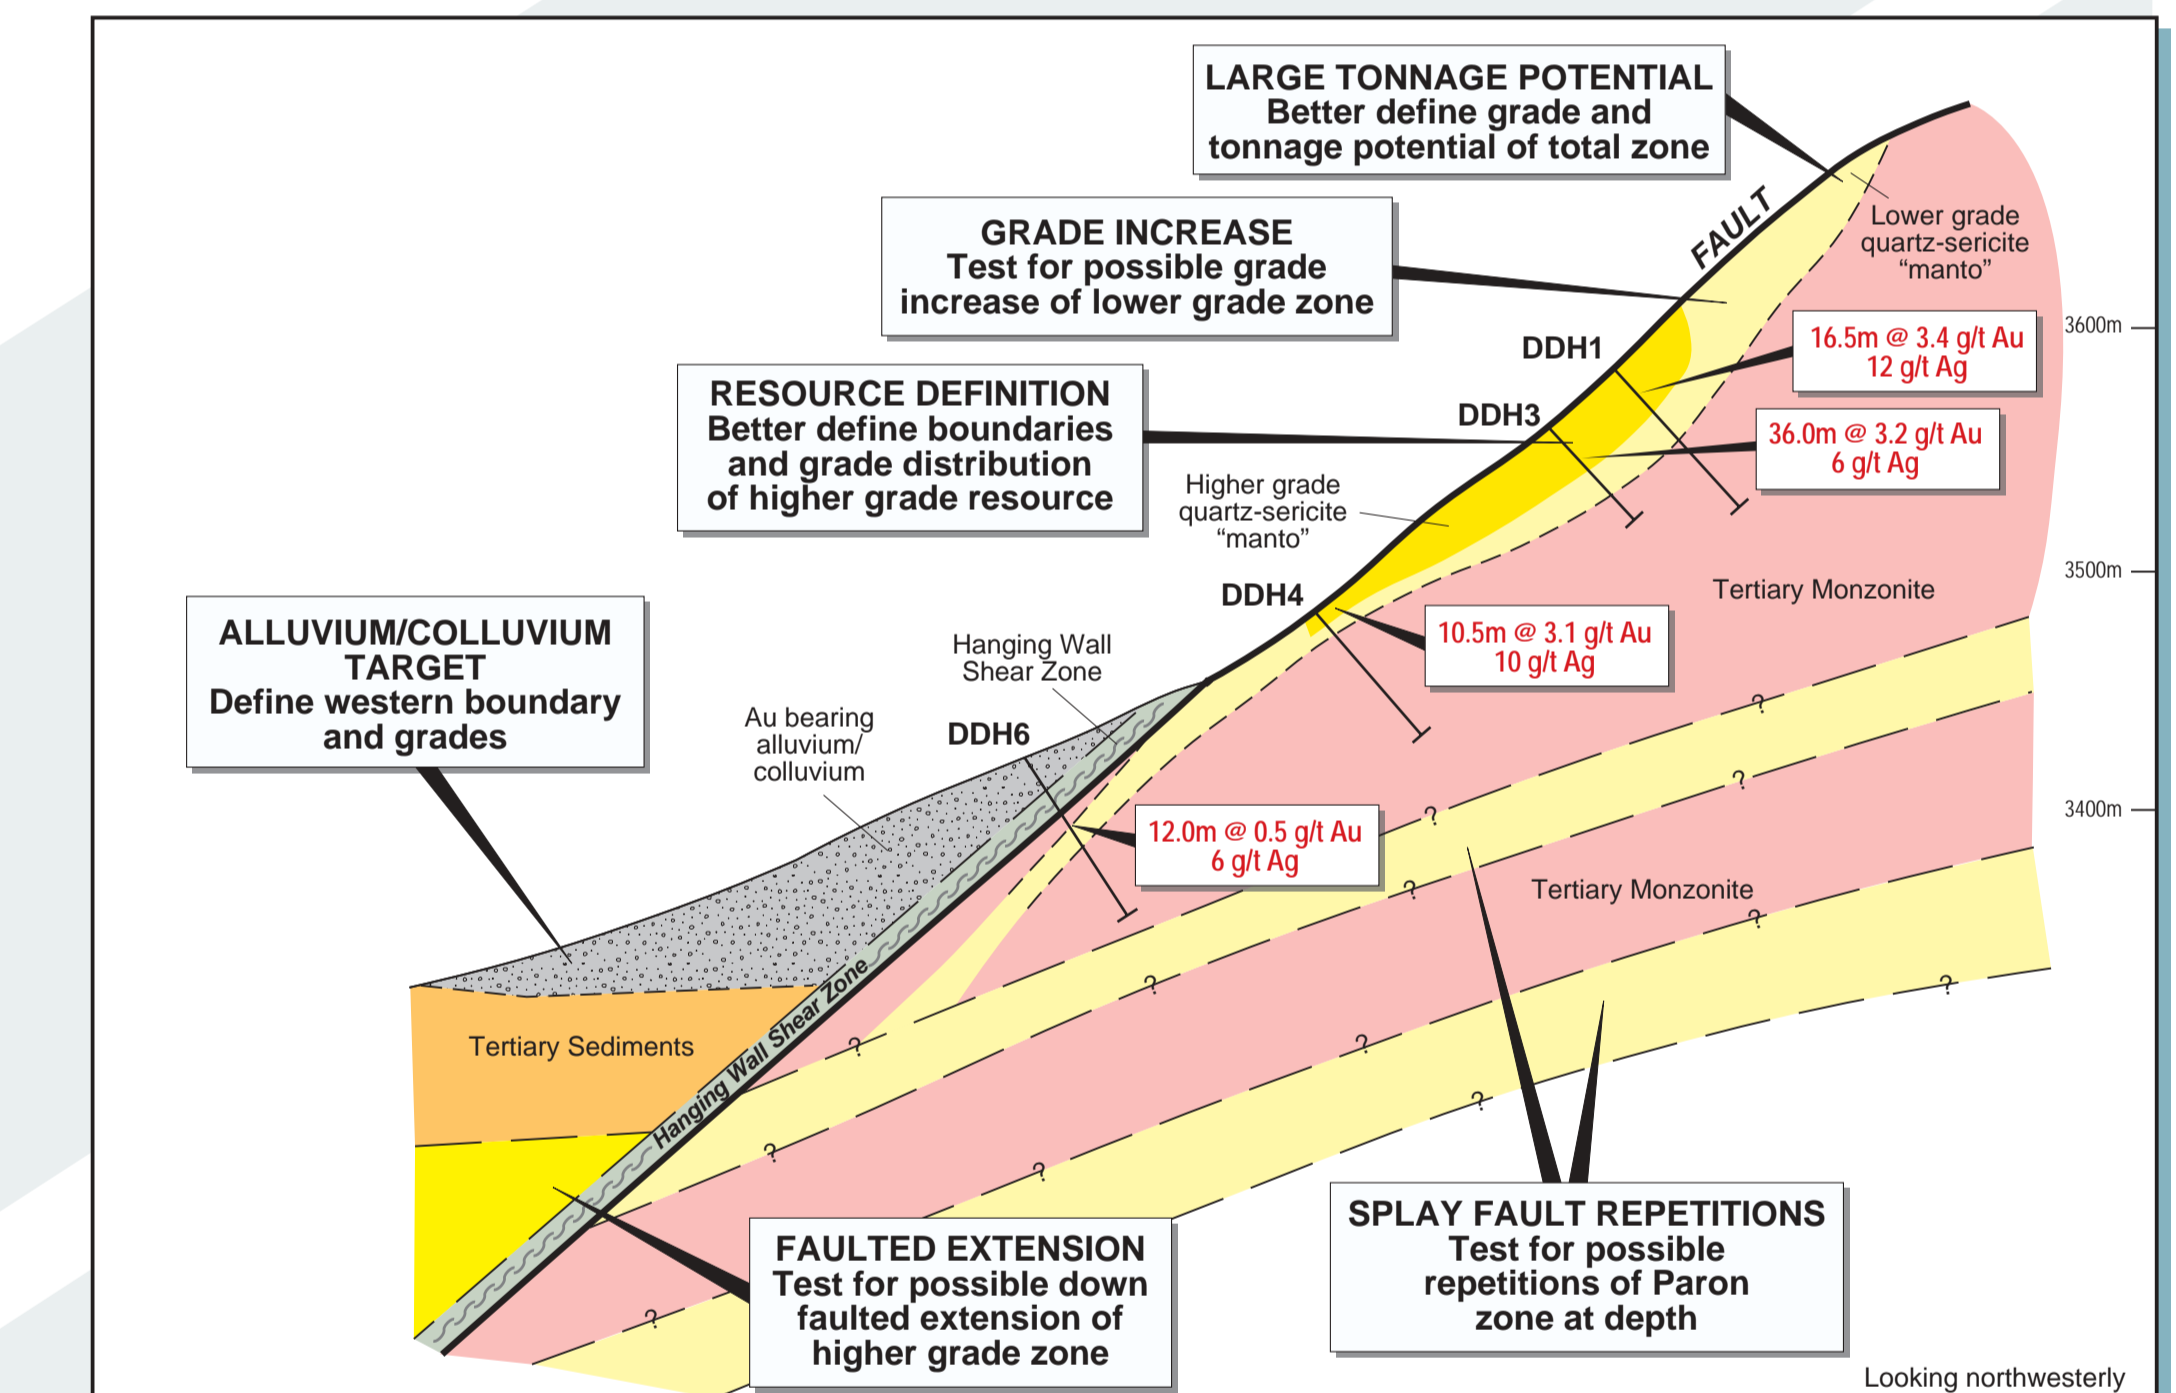 LARGE TONNAGE POTENTIAL
Better define grade and
tonnage potential of total zone
GRADE INCREASE
Test for possible grade
increase of lower grade zone
FAULT
Lower grade
quartz-sericite
“manto”
3600m
DDH1
16.5m @ 3.4 g/t Au
12 g/t Ag
RESOURCE DEFINITION
Better define boundaries
and grade distribution
of higher grade resource
DDH3
36.0m @ 3.2 g/t Au
6 g/t Ag
Higher grade
quartz-sericite
“manto”
3500m
Tertiary Monzonite
DDH4
10.5m @ 3.1 g/t Au
10 g/t Ag
ALLUVIUM/COLLUVIUM
TARGET
Define western boundary
and grades
Hanging Wall
Shear Zone
Au bearing
alluvium/
colluvium
DDH6
?
?
?
3400m
12.0m @ 0.5 g/t Au
6 g/t Ag
?
Tertiary Monzonite
?
?
?
?
?
Hanging Wall Shear Zone
Tertiary Sediments
?
?
?
?
SPLAY FAULT REPETITIONS
Test for possible
repetitions of Paron
zone at depth
FAULTED EXTENSION
Test for possible down
faulted extension of
higher grade zone
Looking northwesterly